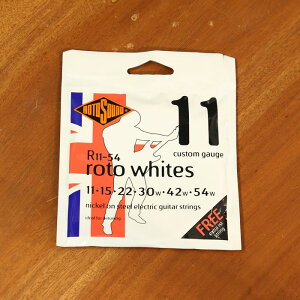 ROTOSOUND
11
custom gauge
R11-54
roto whites
11·15·22·30w·42w·54w
nickel on steel electric guitar strings
FREE